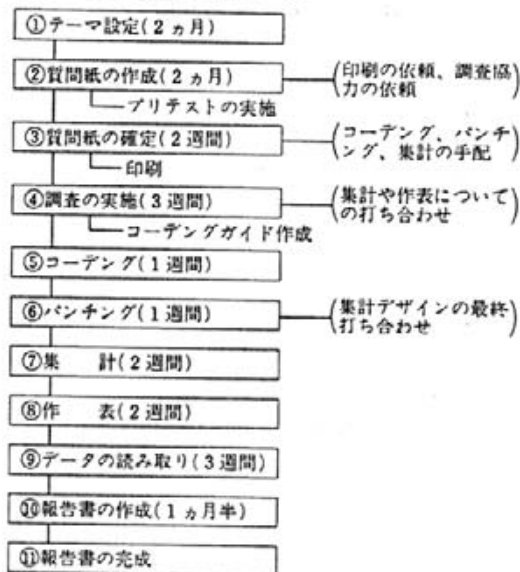 ①テーマ設定(2ヵ月)
②質問紙の作成(2ヵ月)
(印刷の依頼、調査協
力の依頼)
プリテストの実施
③質問紙の確定(2週間)
(コーデング、パンチ
ング、集計の手配)
印刷
④調査の実施(3週間)
(集計や作表について
の打ち合わせ)
コーデングガイド作成
⑤コーデング(1週間)
⑥パンチング(1週間)
(集計デザインの最終
打ち合わせ)
⑦集 計(2週間)
⑧作 表(2週間)
⑨データの読み取り(3週間)
⑩報告書の作成(1ヵ月半)
⑪報告書の完成